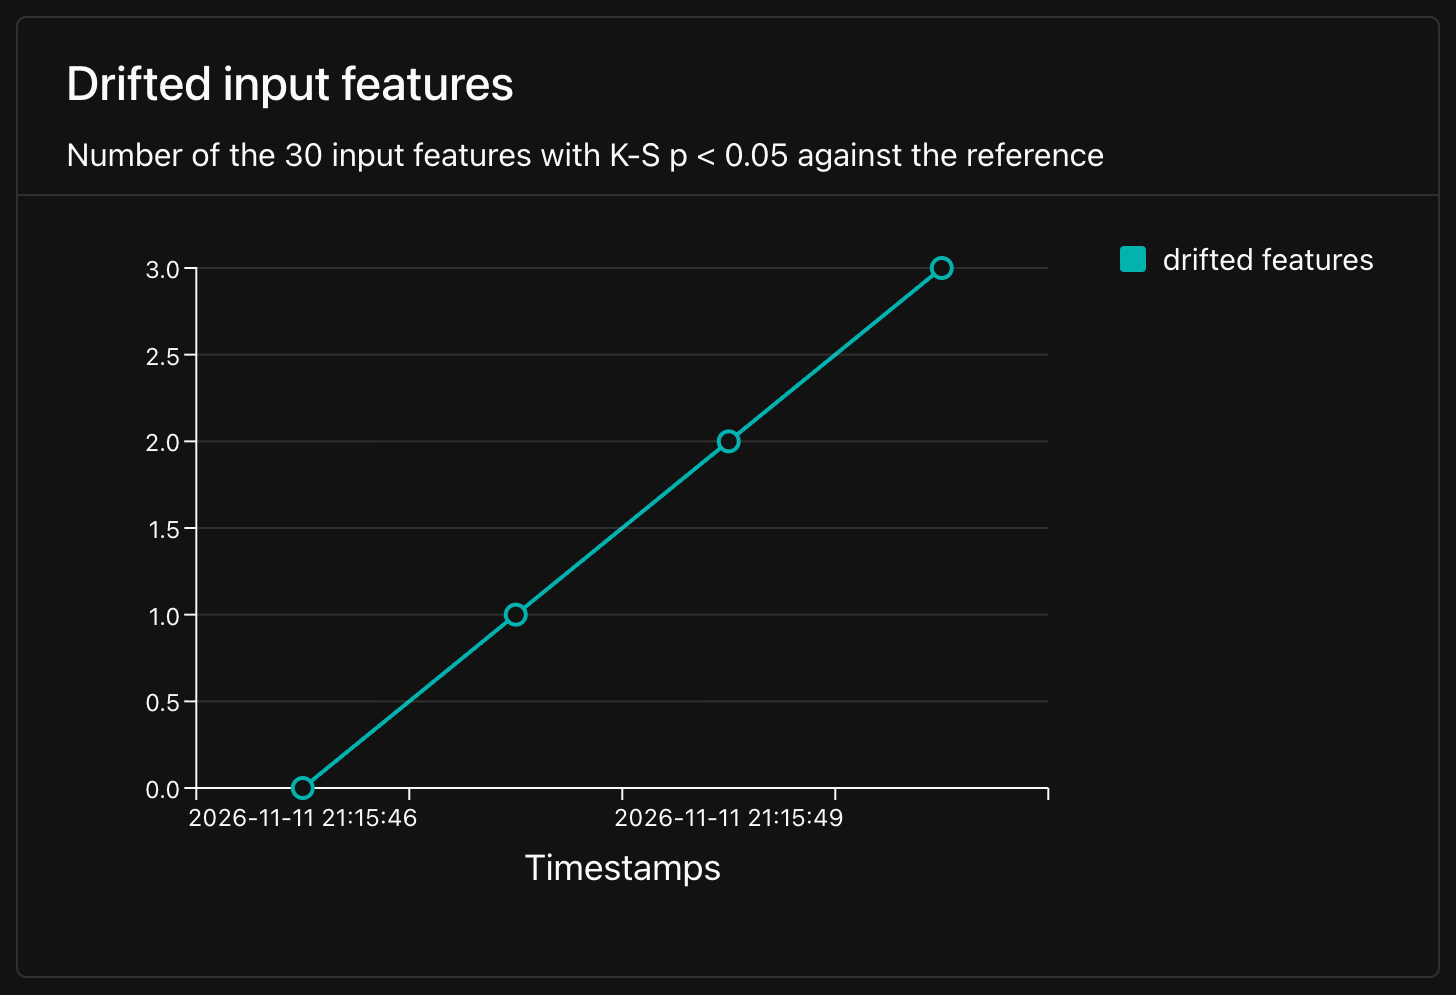 Drifted input features
Number of the 30 input features with K-S p < 0.05 against the reference
drifted features
3.0
2.5
2.0
1.5
1.0
0.5
0.0
2026-11-11 21:15:46
2026-11-11 21:15:49
Timestamps